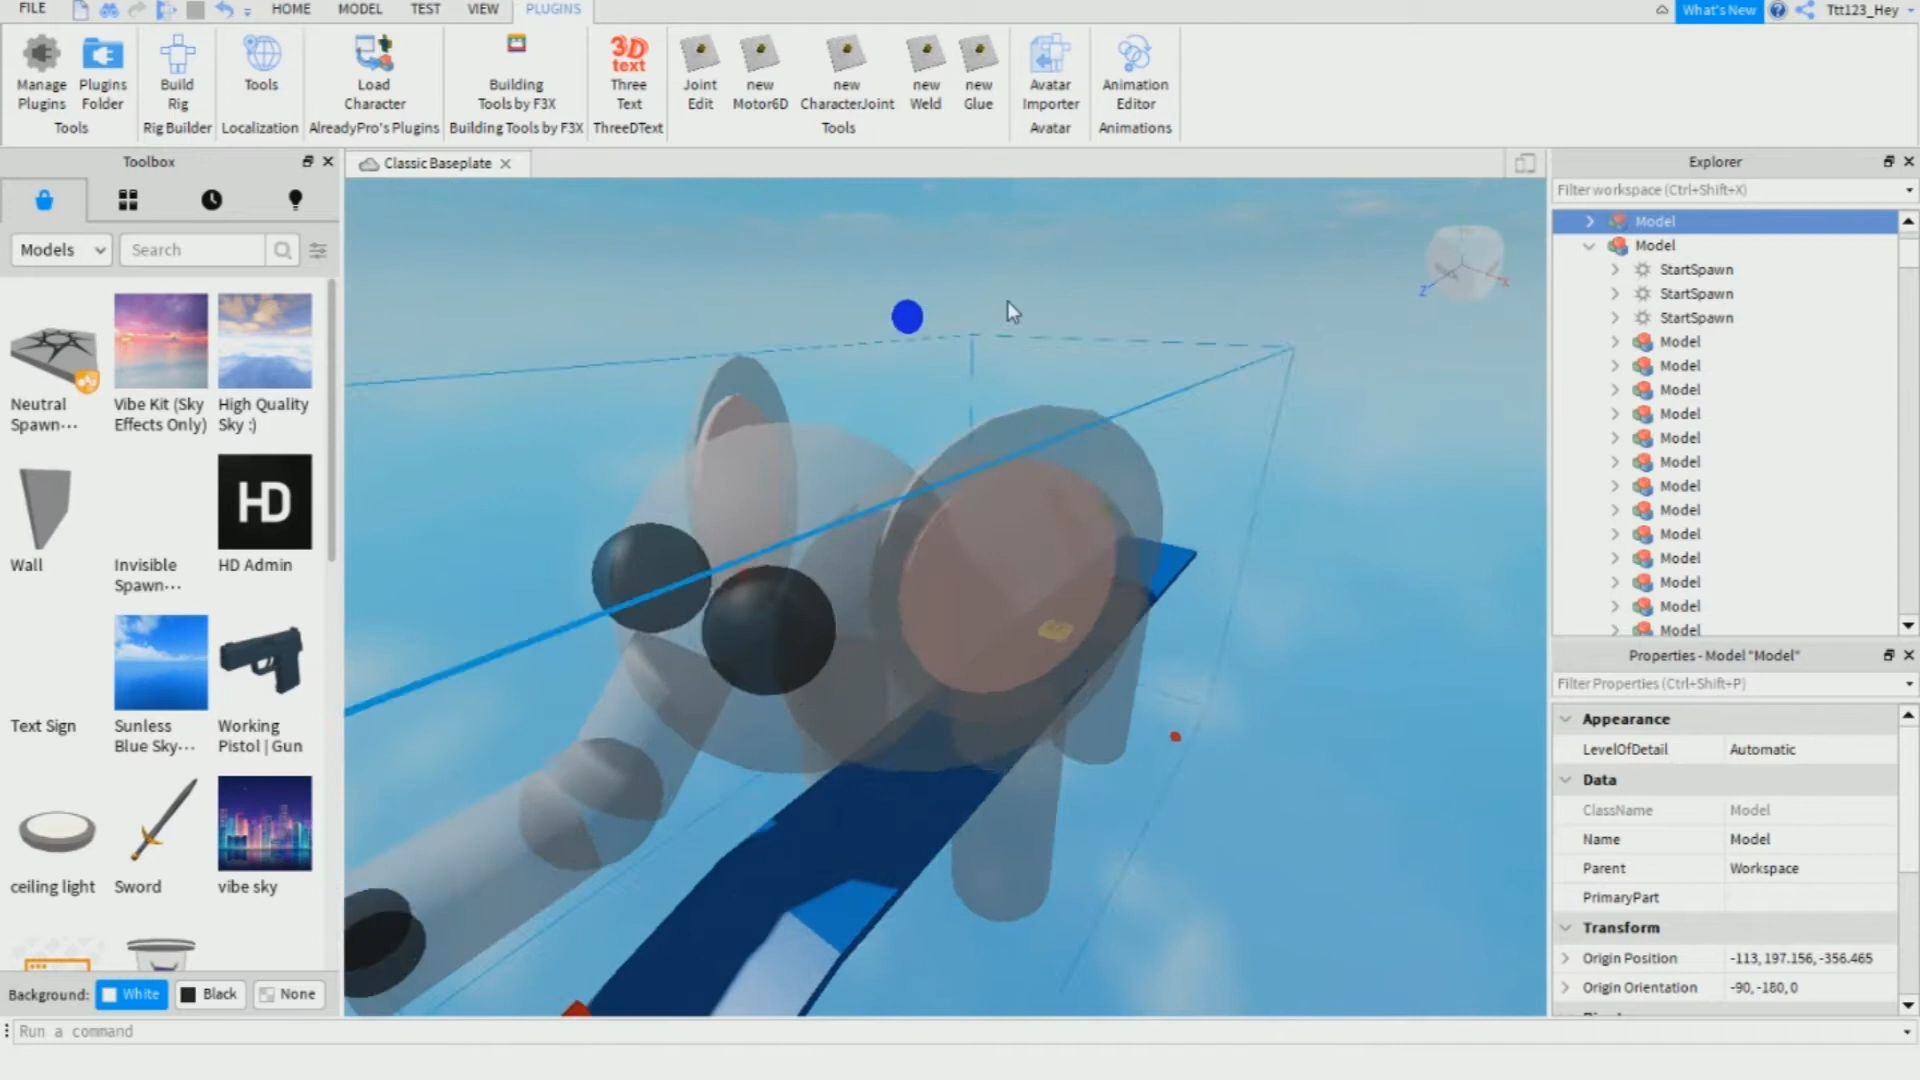 FILE HOME MODEL TEST VIEW PLUGINS What's New Ttt123_Hey
Manage Plugins
Plugins Folder
Tools
Build Rig
Rig Builder
Tools
Localization
Load Character
AlreadyPro's Plugins
Building Tools by F3X
Building Tools by F3X
3D text
Three Text
ThreeDText
Joint Edit
new Motor6D
new CharacterJoint
new Weld
new Glue
Tools
Avatar Importer
Avatar
Animation Editor
Animations
Toolbox
Models
Search
Neutral Spawn...
Vibe Kit (Sky Effects Only)
High Quality Sky :)
Wall
Invisible Spawn...
HD
HD Admin
Text Sign
Sunless Blue Sky...
Working Pistol | Gun
ceiling light
Sword
vibe sky
Background: White Black None
Run a command
Classic Baseplate
Z
X
Explorer
Filter workspace (Ctrl+Shift+X)
Model
Model
StartSpawn
StartSpawn
StartSpawn
Model
Model
Model
Model
Model
Model
Model
Model
Model
Model
Model
Model
Model
Properties - Model "Model"
Filter Properties (Ctrl+Shift+P)
Appearance
LevelOfDetail Automatic
Data
ClassName Model
Name Model
Parent Workspace
PrimaryPart
Transform
Origin Position -113, 197.156, -356.465
Origin Orientation -90, -180, 0